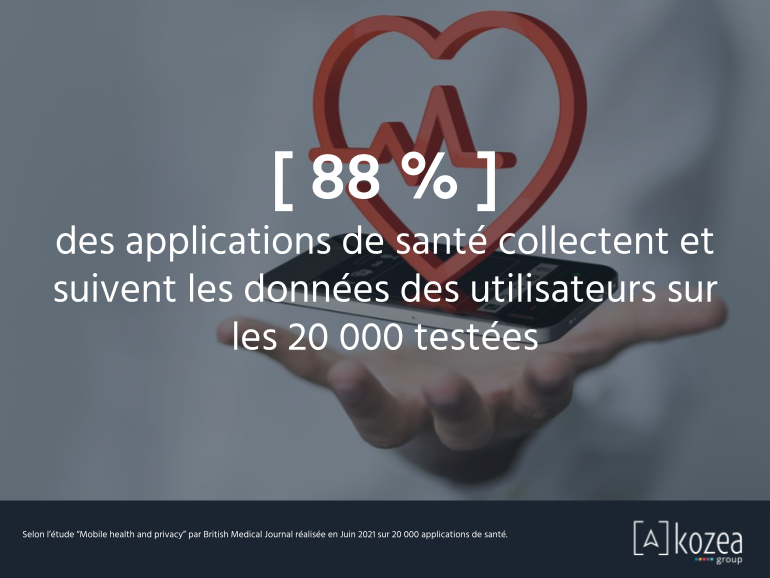 [ 88 % ]
des applications de santé collectent et
suivent les données des utilisateurs sur
les 20 000 testées
Selon l'étude "Mobile health and privacy" par British Medical Journal réalisée en Juin 2021 sur 20 000 applications de santé.
[A] kozea
group